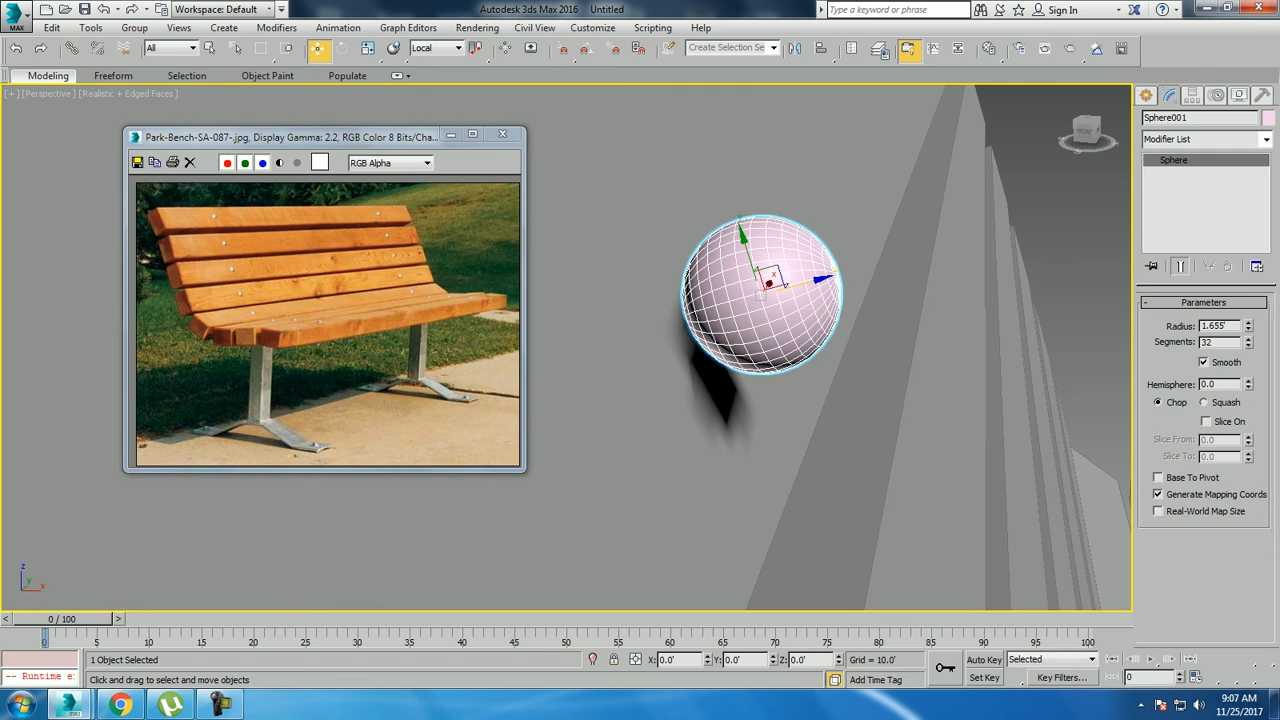 MAX
Workspace: Default
Autodesk 3ds Max 2016 Untitled
Type a keyword or phrase
Sign In
Edit Tools Group Views Create Modifiers Animation Graph Editors Rendering Civil View Customize Scripting Help
All
Local
Create Selection Se
Modeling Freeform Selection Object Paint Populate
[+][Perspective][Realistic + Edged Faces]
Park-Bench-SA-087-.jpg, Display Gamma: 2.2, RGB Color 8 Bits/Cha...
RGB Alpha
x
y
FRONT
z
y
x
Sphere001
Modifier List
Sphere
- Parameters
Radius: 1.655'
Segments: 32
Smooth
Hemisphere: 0.0
Chop Squash
Slice On
Slice From: 0.0
Slice To: 0.0
Base To Pivot
Generate Mapping Coords
Real-World Map Size
< 0 / 100 >
0 5 10 15 20 25 30 35 40 45 50 55 60 65 70 75 80 85 90 95 100
1 Object Selected
X: 0.0' Y: 0.0' Z: 0.0' Grid = 10.0'
Auto Key Selected
-- Runtime e:
Click and drag to select and move objects
Add Time Tag
Set Key Key Filters... 0
MAX
9:07 AM
11/25/2017